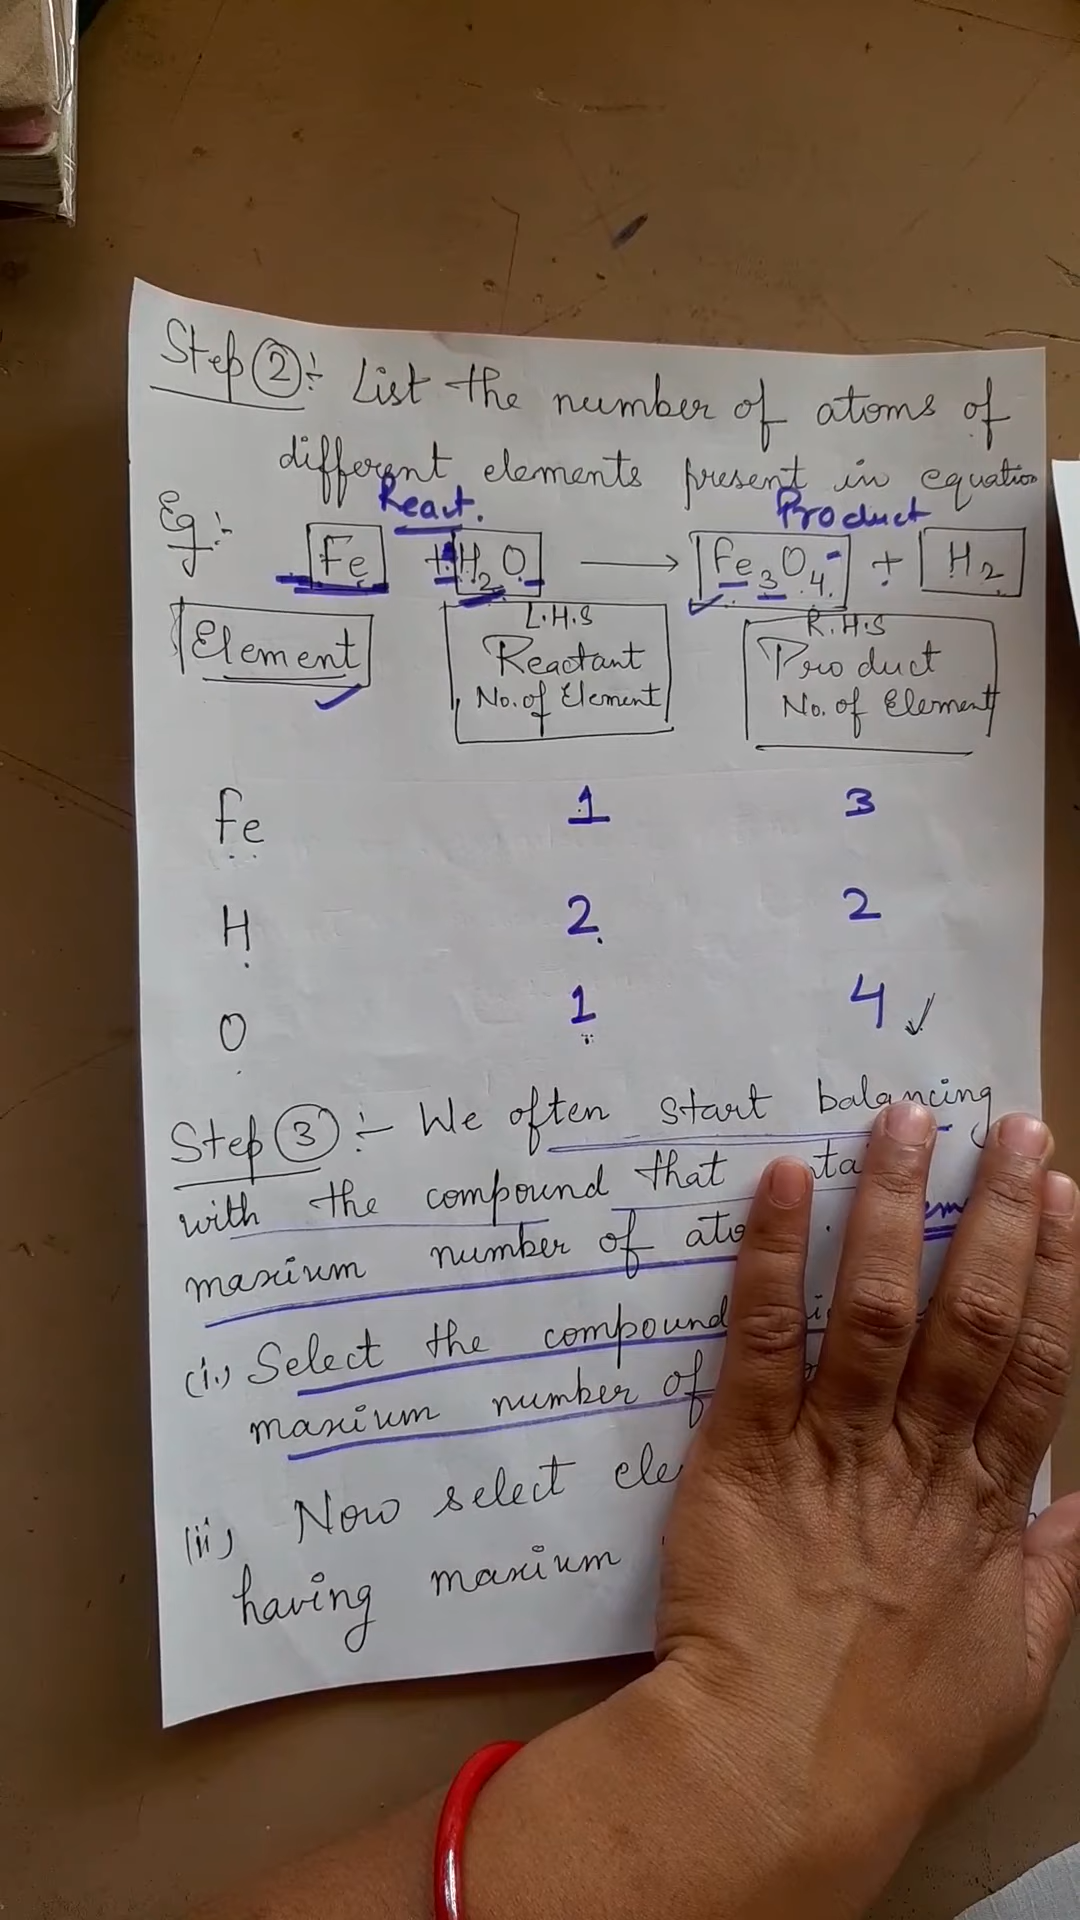 Step ② :- List the number of atoms of
different elements present in equation
React. Product
Eg :- Fe + H₂O ⟶ Fe₃O₄ + H₂
Element
L.H.S
Reactant
No. of Element
R.H.S
Product
No. of Element
Fe 1 3
H 2 2
O 1 4 ✓
Step ③ :- We often start balancing
with the compound that
maxium number of
(i.) Select the compound
maxium number of
(ii) Now select
having maxium